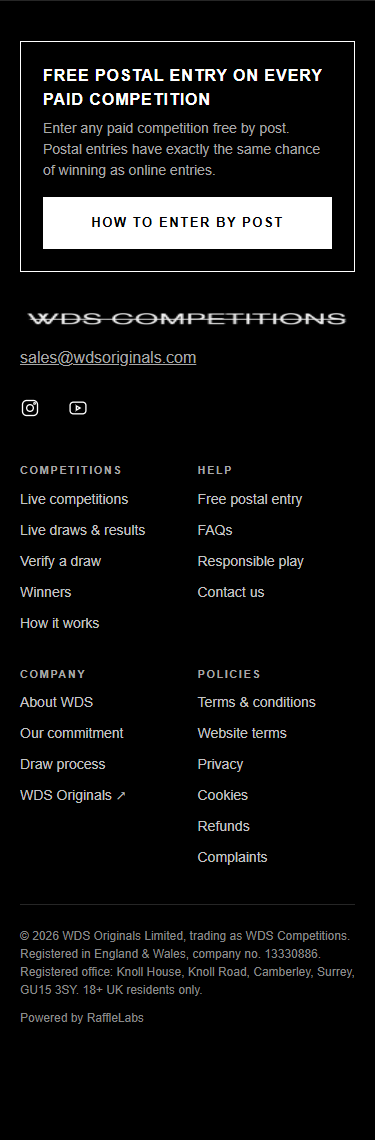 FREE POSTAL ENTRY ON EVERY
PAID COMPETITION
Enter any paid competition free by post.
Postal entries have exactly the same chance
of winning as online entries.
HOW TO ENTER BY POST
WDS COMPETITIONS
sales@wdsoriginals.com
COMPETITIONS
Live competitions
Live draws & results
Verify a draw
Winners
How it works
HELP
Free postal entry
FAQs
Responsible play
Contact us
COMPANY
About WDS
Our commitment
Draw process
WDS Originals ↗
POLICIES
Terms & conditions
Website terms
Privacy
Cookies
Refunds
Complaints
© 2026 WDS Originals Limited, trading as WDS Competitions.
Registered in England & Wales, company no. 13330886.
Registered office: Knoll House, Knoll Road, Camberley, Surrey,
GU15 3SY. 18+ UK residents only.
Powered by RaffleLabs